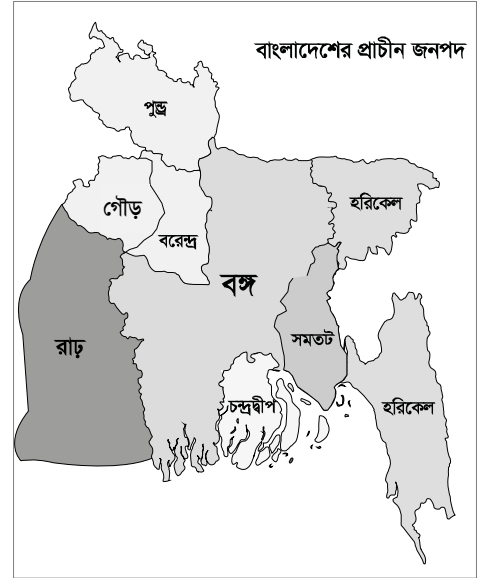 বাংলাদেশের প্রাচীন জনপদ
পুন্ড্র
গৌড়
বরেন্দ্র
হরিকেল
বঙ্গ
রাঢ়
সমতট
চন্দ্রদ্বীপ
হরিকেল